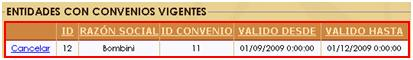 ENTIDADES CON CONVENIOS VIGENTES
ID RAZÓN SOCIAL ID CONVENIO VALIDO DESDE VALIDO HASTA
Cancelar 12 Bombini 11 01/09/2009 0:00:00 01/12/2009 0:00:00